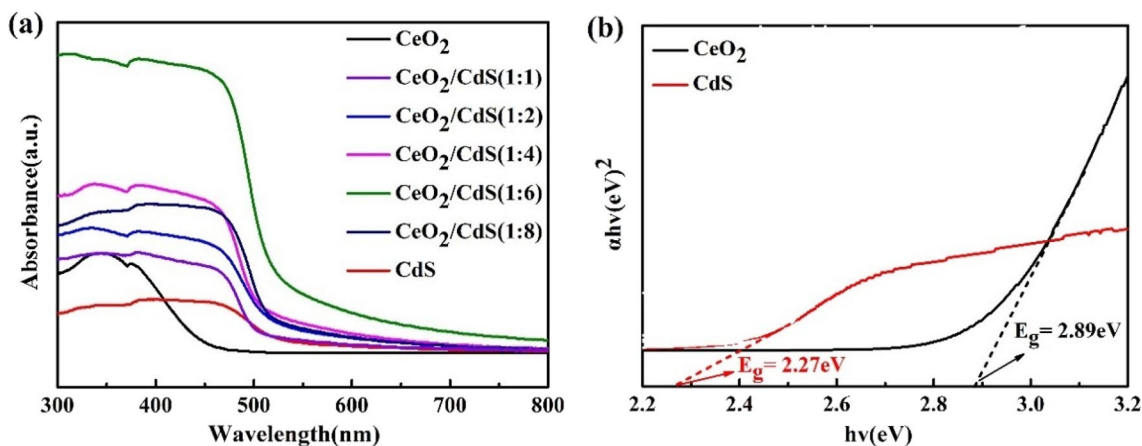 (a)
Absorbance(a.u.)
CeO₂
CeO₂/CdS(1:1)
CeO₂/CdS(1:2)
CeO₂/CdS(1:4)
CeO₂/CdS(1:6)
CeO₂/CdS(1:8)
CdS
300 400 500 600 700 800
Wavelength(nm)
(b)
αhν(eV)²
CeO₂
CdS
E_g= 2.27eV
E_g= 2.89eV
2.2 2.4 2.6 2.8 3.0 3.2
hν(eV)